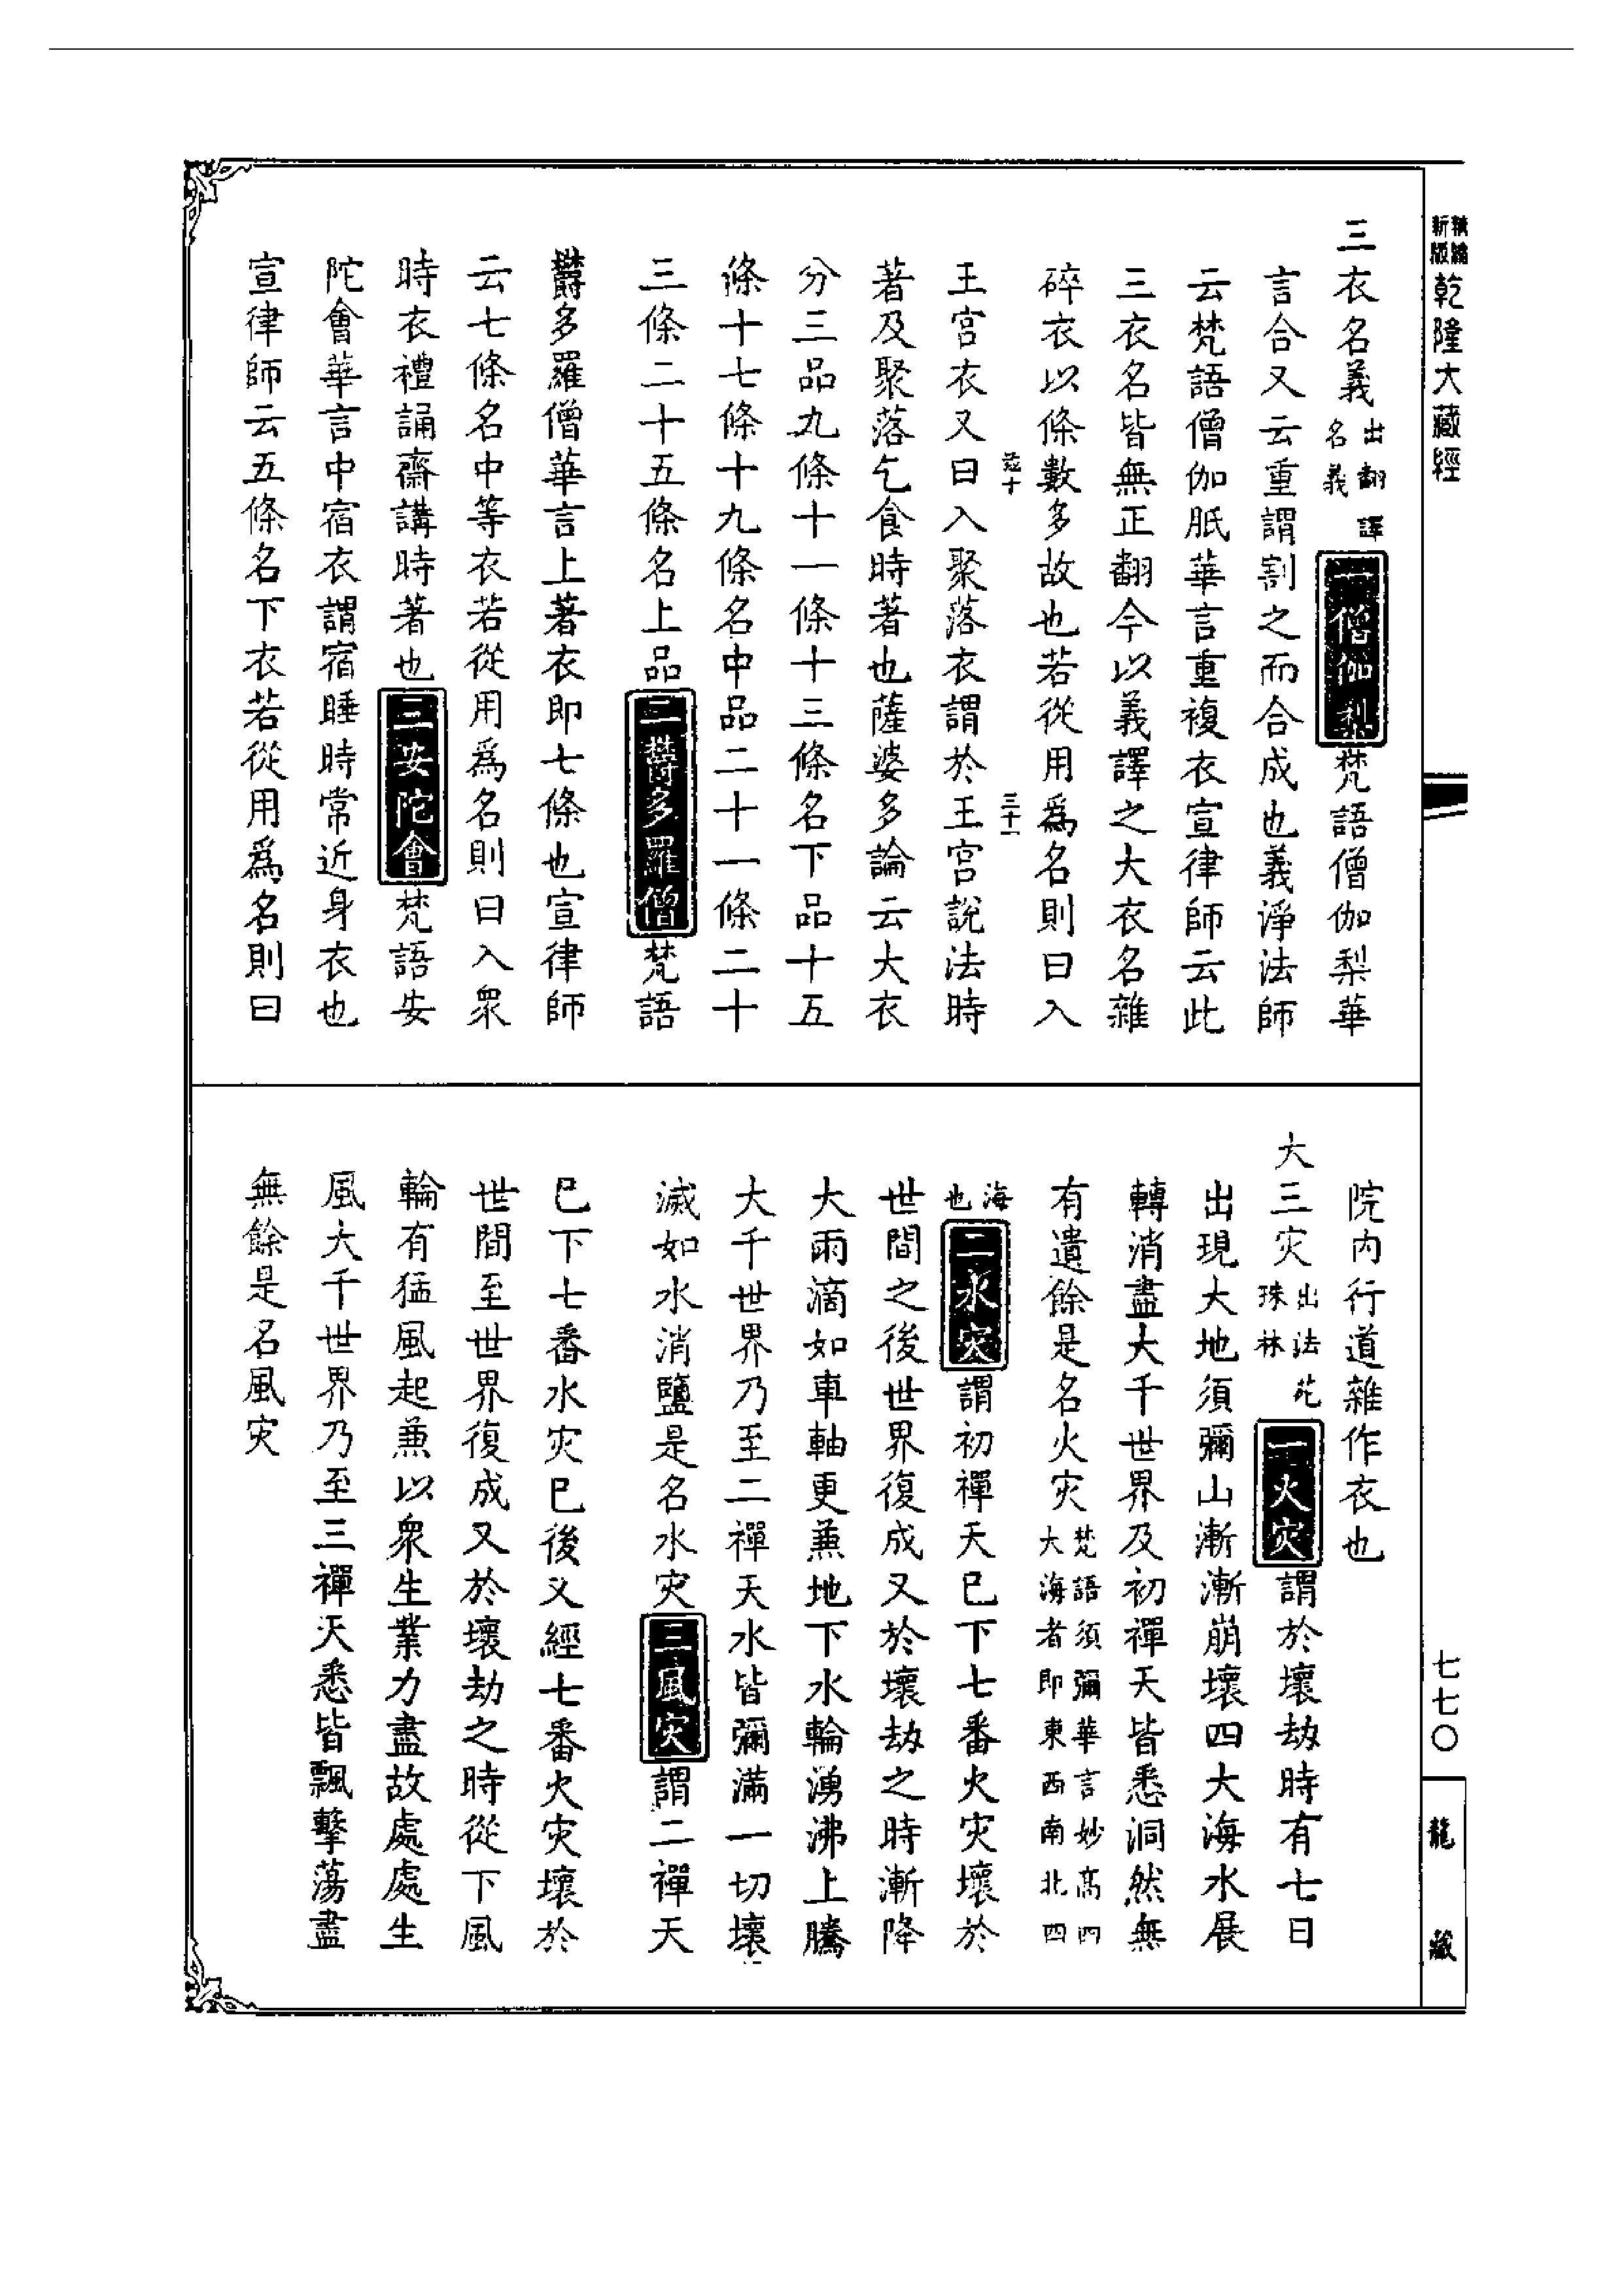 新版精編乾隆大藏經
三衣名義出翻譯名義一僧伽梨梵語僧伽梨華
言合又云重謂割之而合成也義淨法師
云梵語僧伽胝華言重複衣宣律師云此
三衣名皆無正翻今以義譯之大衣名雜
碎衣以條數多故也若從用為名則曰入
三十一
王宮衣又曰入聚落衣謂於王宮說法時
著及聚落乞食時著也薩婆多論云大衣
分三品九條十一條十三條名下品十五
條十七條十九條名中品二十一條二十
三條二十五條名上品二欝多羅僧梵語
欝多羅僧華言上著衣即七條也宣律師
云七條名中等衣若從用為名則曰入眾
時衣禮誦齋講時著也三安陀會梵語安
陀會華言中宿衣謂宿睡時常近身衣也
宣律師云五條名下衣若從用為名則曰
院內行道雜作衣也
大三灾出法苑珠林一火灾謂於壞劫時有七日
出現大地須彌山漸漸崩壞四大海水展
轉消盡大千世界及初禪天皆悉洞然無
有遺餘是名火灾梵語須彌華言妙高四大海者即東西南北四
海也二水灾謂初禪天已下七番火灾壞於
世間之後世界復成又於壞劫之時漸降
大雨滴如車軸更兼地下水輪湧沸上騰
大千世界乃至二禪天水皆彌滿一切壞
滅如水消鹽是名水灾三風灾謂二禪天
已下七番水灾已後又經七番火灾壞於
世間至世界復成又於壞劫之時從下風
輪有猛風起兼以眾生業力盡故處處生
風大千世界乃至三禪天悉皆飄擊蕩盡
無餘是名風灾
七七〇
龍藏